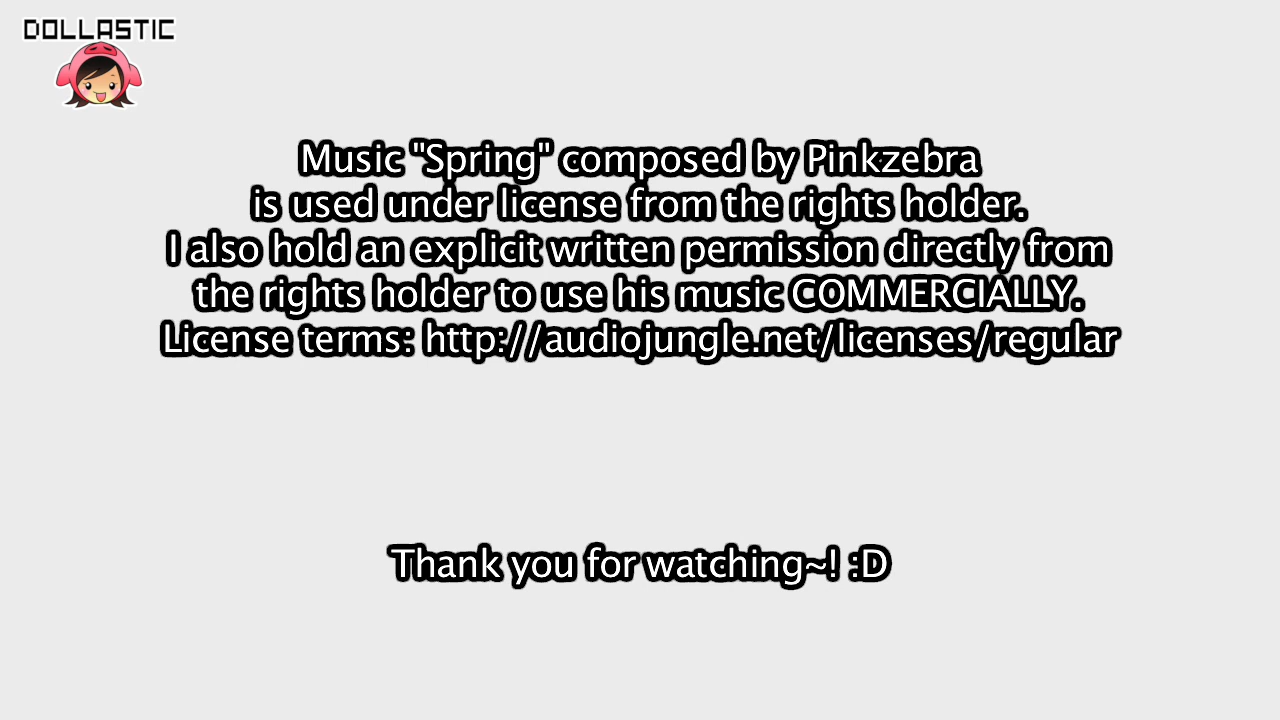 DOLLASTIC
Music "Spring" composed by Pinkzebra
is used under license from the rights holder.
I also hold an explicit written permission directly from
the rights holder to use his music COMMERCIALLY.
License terms: http://audiojungle.net/licenses/regular
Thank you for watching~! :D